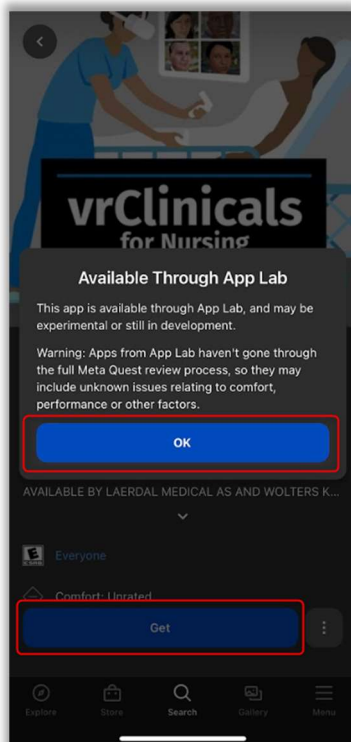 vrClinicals
for Nursing
Available Through App Lab
This app is available through App Lab, and may be
experimental or still in development.
Warning: Apps from App Lab haven't gone through
the full Meta Quest review process, so they may
include unknown issues relating to comfort,
performance or other factors.
OK
AVAILABLE BY LAERDAL MEDICAL AS AND WOLTERS K...
E
Everyone
Comfort: Unrated
Get
Explore
Store
Search
Gallery
Menu